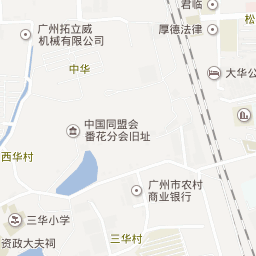 君临
松
广州拓立威
机械有限公司
厚德法律
中华
大华公
中国同盟会
番花分会旧址
西华村
广州市农村
商业银行
三华小学
资政大夫祠
三华村